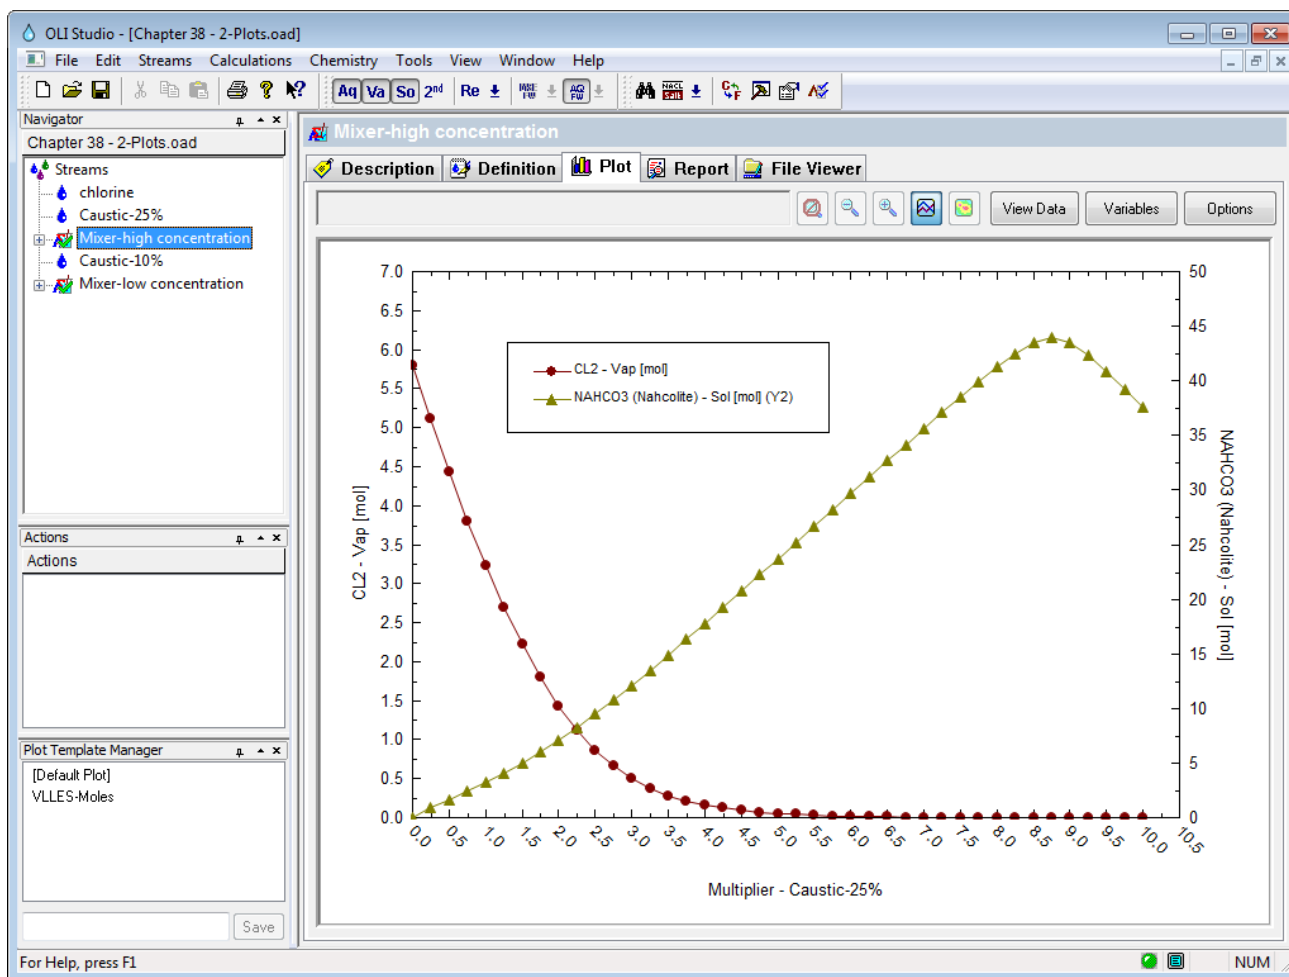 OLI Studio - [Chapter 38 - 2-Plots.oad]
File Edit Streams Calculations Chemistry Tools View Window Help
Aq Va So 2nd Re MSE FW AQ FW NACL Salt C F
Navigator
Chapter 38 - 2-Plots.oad
Streams
chlorine
Caustic-25%
Mixer-high concentration
Caustic-10%
Mixer-low concentration
Actions
Actions
Plot Template Manager
[Default Plot]
VLLES-Moles
Save
Mixer-high concentration
Description Definition Plot Report File Viewer
View Data Variables Options
7.0
6.5
6.0
5.5
5.0
4.5
4.0
3.5
3.0
2.5
2.0
1.5
1.0
0.5
0.0
CL2 - Vap [mol]
CL2 - Vap [mol]
NAHCO3 (Nahcolite) - Sol [mol] (Y2)
50
45
40
35
30
25
20
15
10
5
0
NAHCO3 (Nahcolite) - Sol [mol]
0.0 0.5 1.0 1.5 2.0 2.5 3.0 3.5 4.0 4.5 5.0 5.5 6.0 6.5 7.0 7.5 8.0 8.5 9.0 9.5 10.0 10.5
Multiplier - Caustic-25%
For Help, press F1
NUM